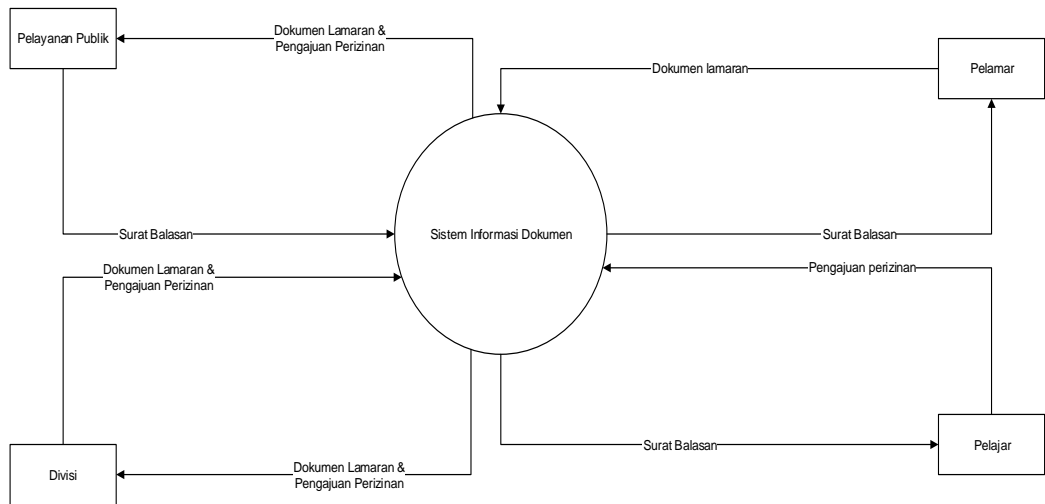 Pelayanan Publik
Dokumen Lamaran &
Pengajuan Perizinan
Dokumen lamaran
Pelamar
Surat Balasan
Sistem Informasi Dokumen
Surat Balasan
Dokumen Lamaran &
Pengajuan Perizinan
Pengajuan perizinan
Divisi
Dokumen Lamaran &
Pengajuan Perizinan
Surat Balasan
Pelajar